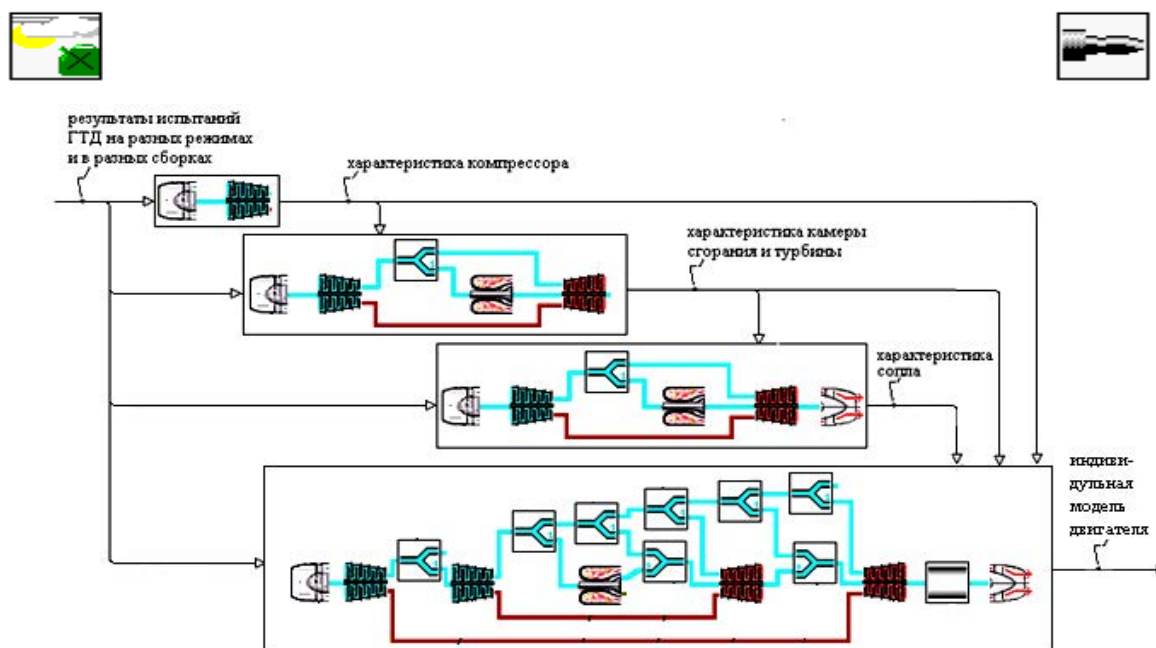 результаты испытаний
ГТД на разных режимах
и в разных сборках
характеристика компрессора
характеристика камеры
сгорания и турбины
характеристика
сопла
индиви-
дульная
модель
двигателя